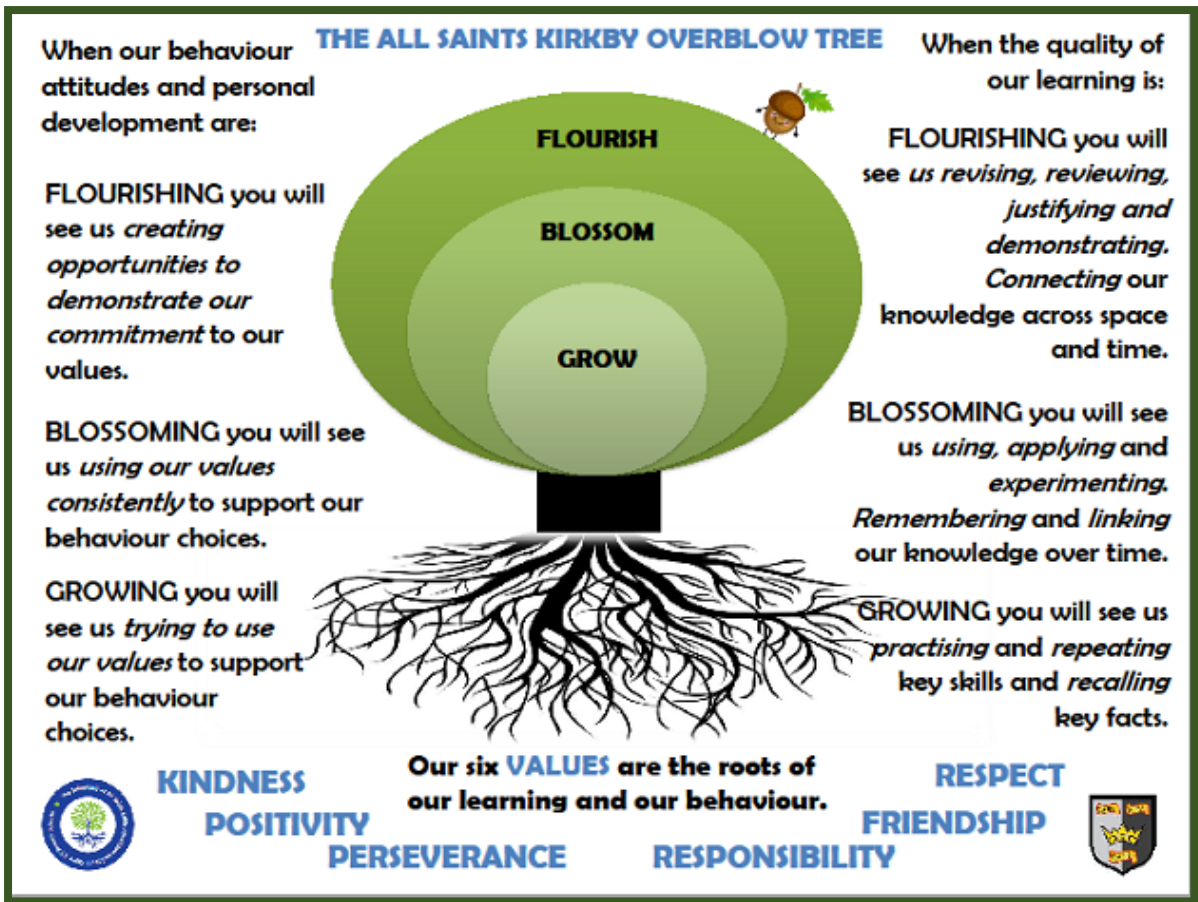 THE ALL SAINTS KIRKBY OVERBLOW TREE
When our behaviour
attitudes and personal
development are:
FLOURISHING you will
see us creating
opportunities to
demonstrate our
commitment to our
values.
BLOSSOMING you will see
us using our values
consistently to support our
behaviour choices.
GROWING you will
see us trying to use
our values to support
our behaviour
choices.
FLOURISH
BLOSSOM
GROW
When the quality of
our learning is:
FLOURISHING you will
see us revising, reviewing,
justifying and
demonstrating.
Connecting our
knowledge across space
and time.
BLOSSOMING you will see
us using, applying and
experimenting.
Remembering and linking
our knowledge over time.
GROWING you will see us
practising and repeating
key skills and recalling
key facts.
Our six VALUES are the roots of
our learning and our behaviour.
KINDNESS
POSITIVITY
PERSEVERANCE
RESPONSIBILITY
FRIENDSHIP
RESPECT